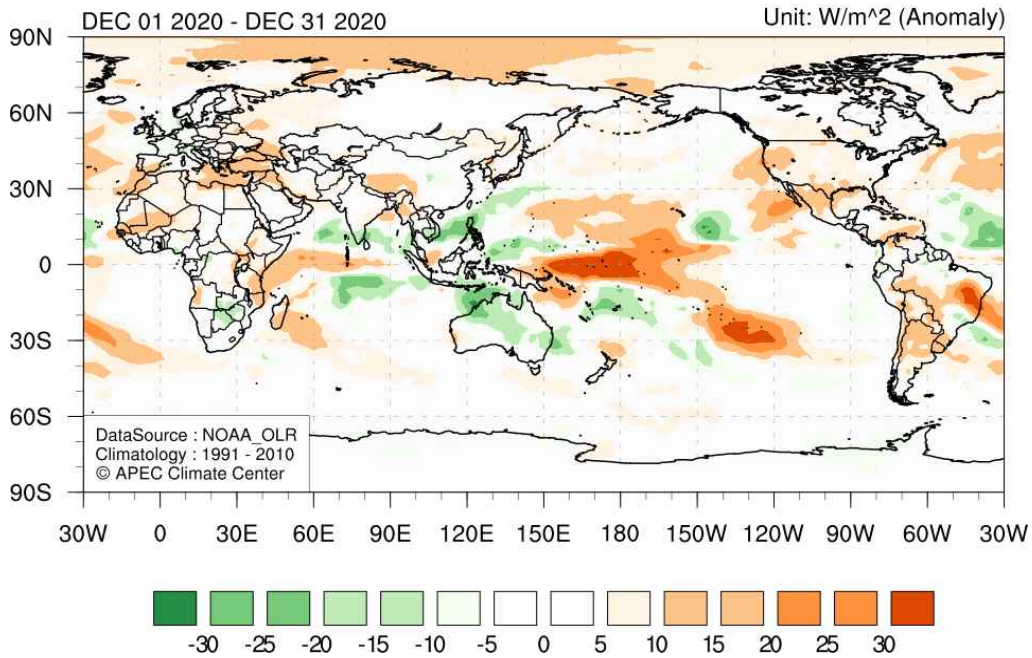 DEC 01 2020 - DEC 31 2020 Unit: W/m^2 (Anomaly)
90N
60N
30N
0
30S
60S
90S
DataSource : NOAA_OLR
Climatology : 1991 - 2010
© APEC Climate Center
30W 0 30E 60E 90E 120E 150E 180 150W 120W 90W 60W 30W
-30 -25 -20 -15 -10 -5 0 5 10 15 20 25 30